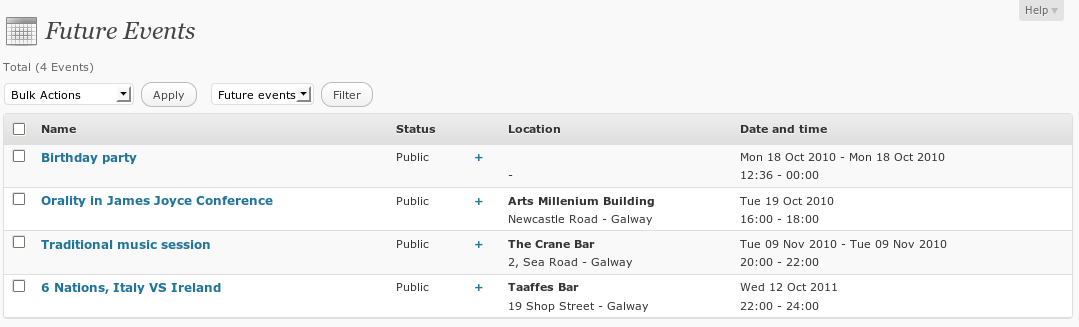 Help
Future Events
Total (4 Events)
Bulk Actions Apply Future events Filter
Name Status Location Date and time
Birthday party Public + Mon 18 Oct 2010 - Mon 18 Oct 2010
- 12:36 - 00:00
Orality in James Joyce Conference Public + Arts Millenium Building Tue 19 Oct 2010
Newcastle Road - Galway 16:00 - 18:00
Traditional music session Public + The Crane Bar Tue 09 Nov 2010 - Tue 09 Nov 2010
2, Sea Road - Galway 20:00 - 22:00
6 Nations, Italy VS Ireland Public + Taaffes Bar Wed 12 Oct 2011
19 Shop Street - Galway 22:00 - 24:00